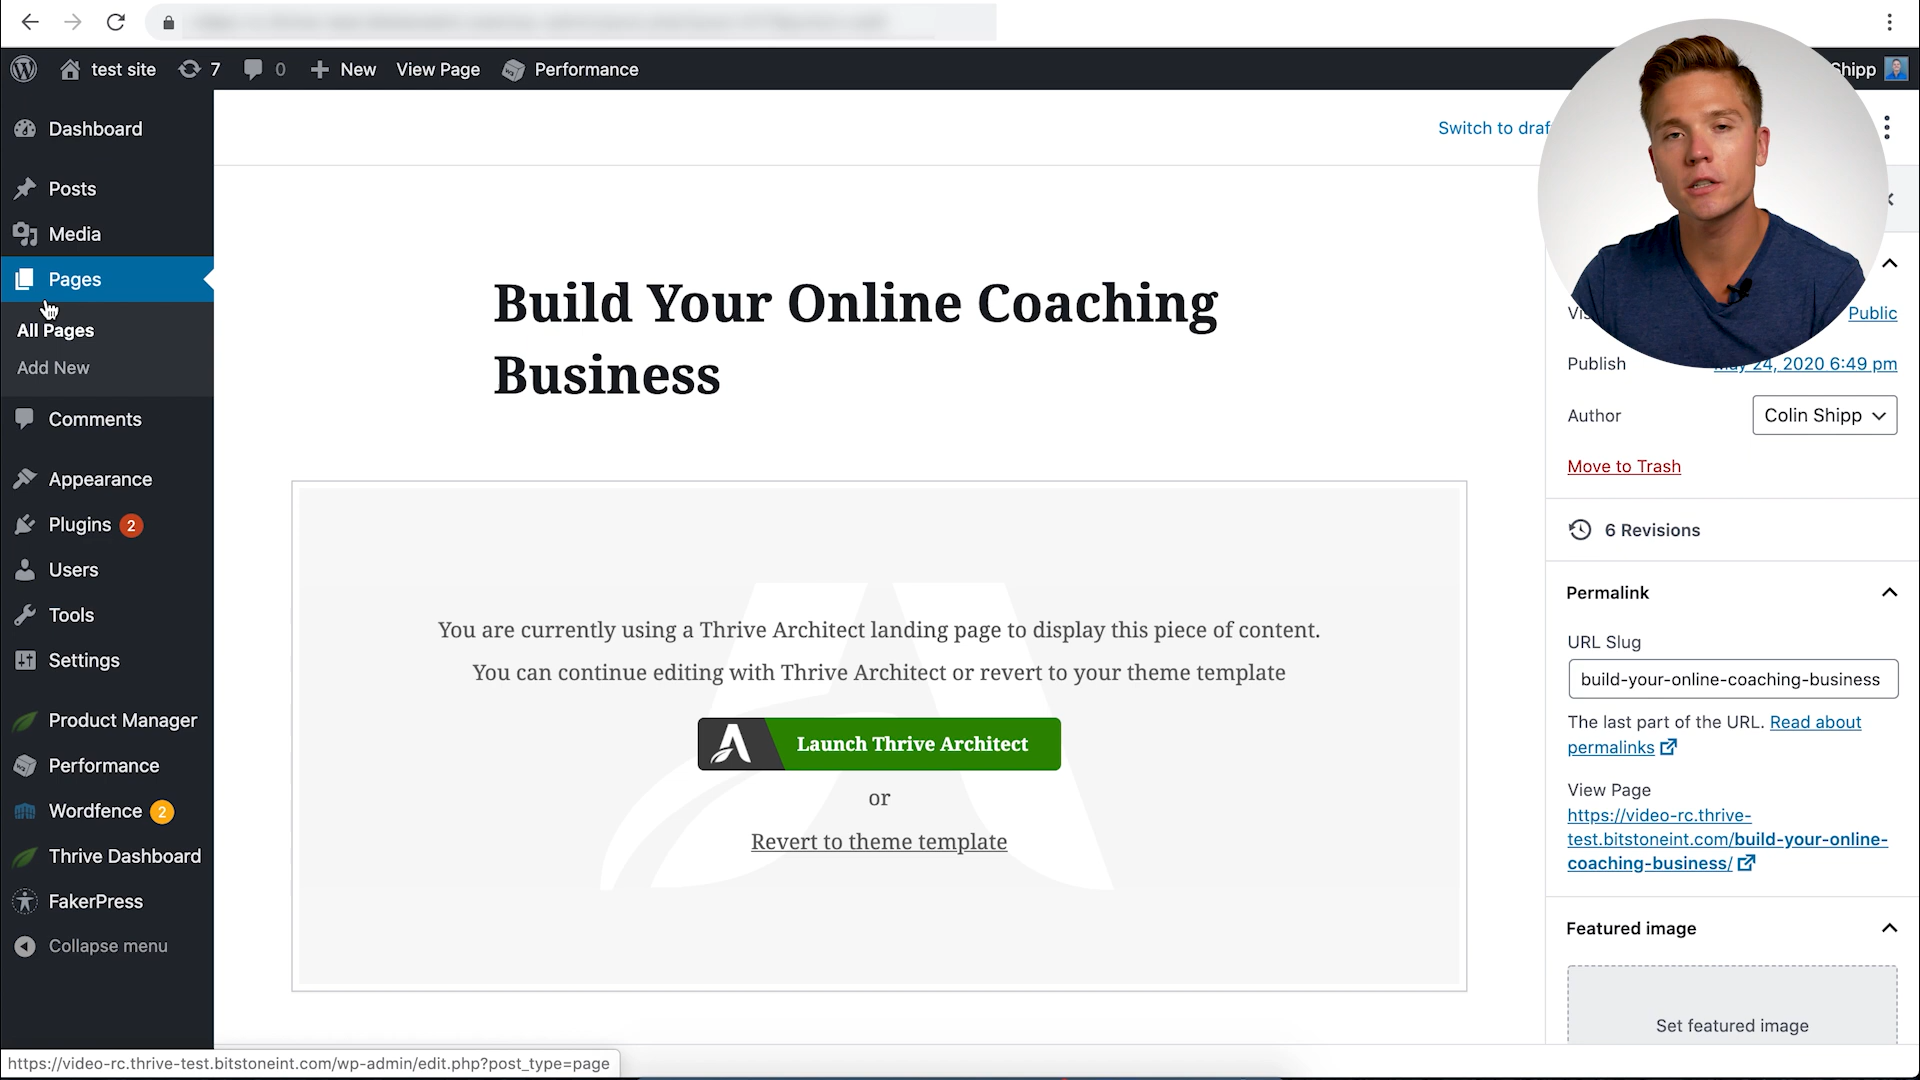 test site
7
0
New
View Page
Performance
Shipp
Dashboard
Posts
Media
Pages
All Pages
Add New
Comments
Appearance
Plugins 2
Users
Tools
Settings
Product Manager
Performance
Wordfence 2
Thrive Dashboard
FakerPress
Collapse menu
Switch to draf
Build Your Online Coaching
Business
You are currently using a Thrive Architect landing page to display this piece of content.
You can continue editing with Thrive Architect or revert to your theme template
Launch Thrive Architect
or
Revert to theme template
Public
Publish
May 24, 2020 6:49 pm
Author
Colin Shipp
Move to Trash
6 Revisions
Permalink
URL Slug
build-your-online-coaching-business
The last part of the URL. Read about
permalinks
View Page
https://video-rc.thrive-
test.bitstoneint.com/build-your-online-
coaching-business/
Featured image
Set featured image
https://video-rc.thrive-test.bitstoneint.com/wp-admin/edit.php?post_type=page